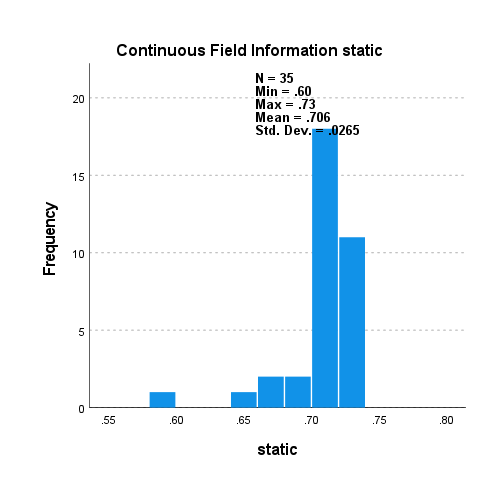 Continuous Field Information static
N = 35
Min = .60
Max = .73
Mean = .706
Std. Dev. = .0265
20
15
10
5
0
Frequency
.55 .60 .65 .70 .75 .80
static